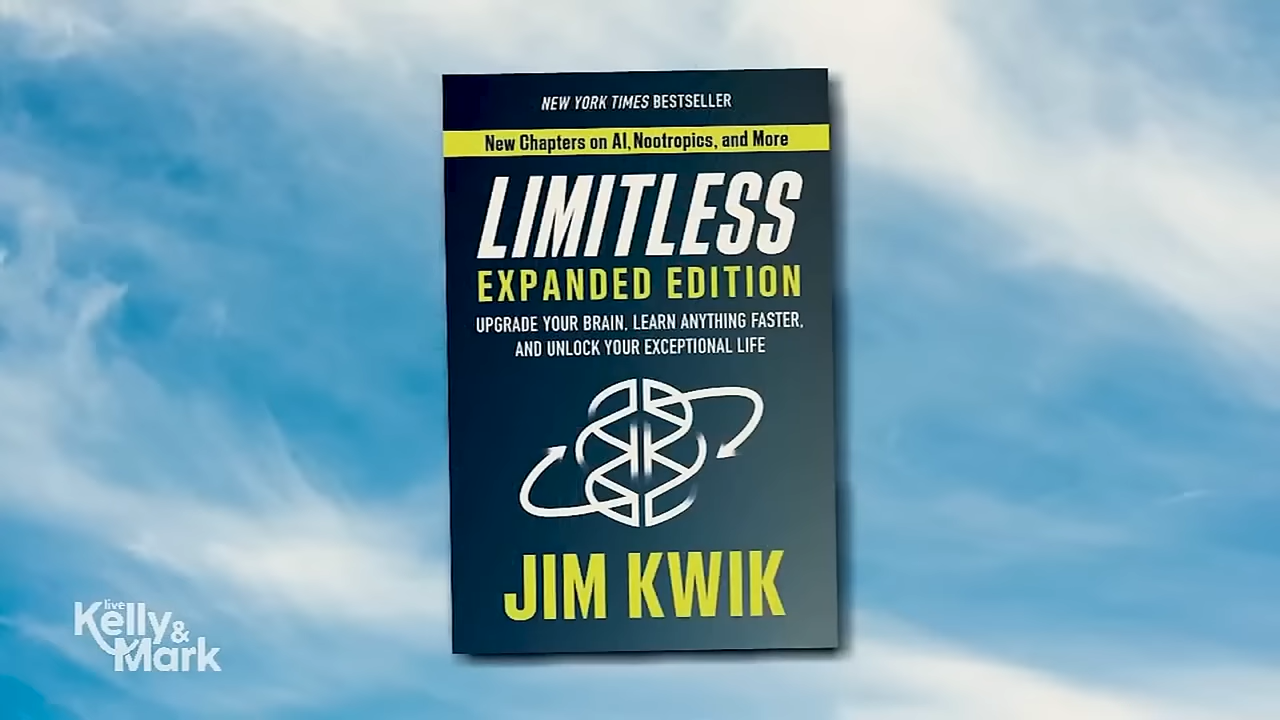 NEW YORK TIMES BESTSELLER
New Chapters on AI, Nootropics, and More
LIMITLESS
EXPANDED EDITION
UPGRADE YOUR BRAIN, LEARN ANYTHING FASTER,
AND UNLOCK YOUR EXCEPTIONAL LIFE
JIM KWIK
live
Kelly &
Mark